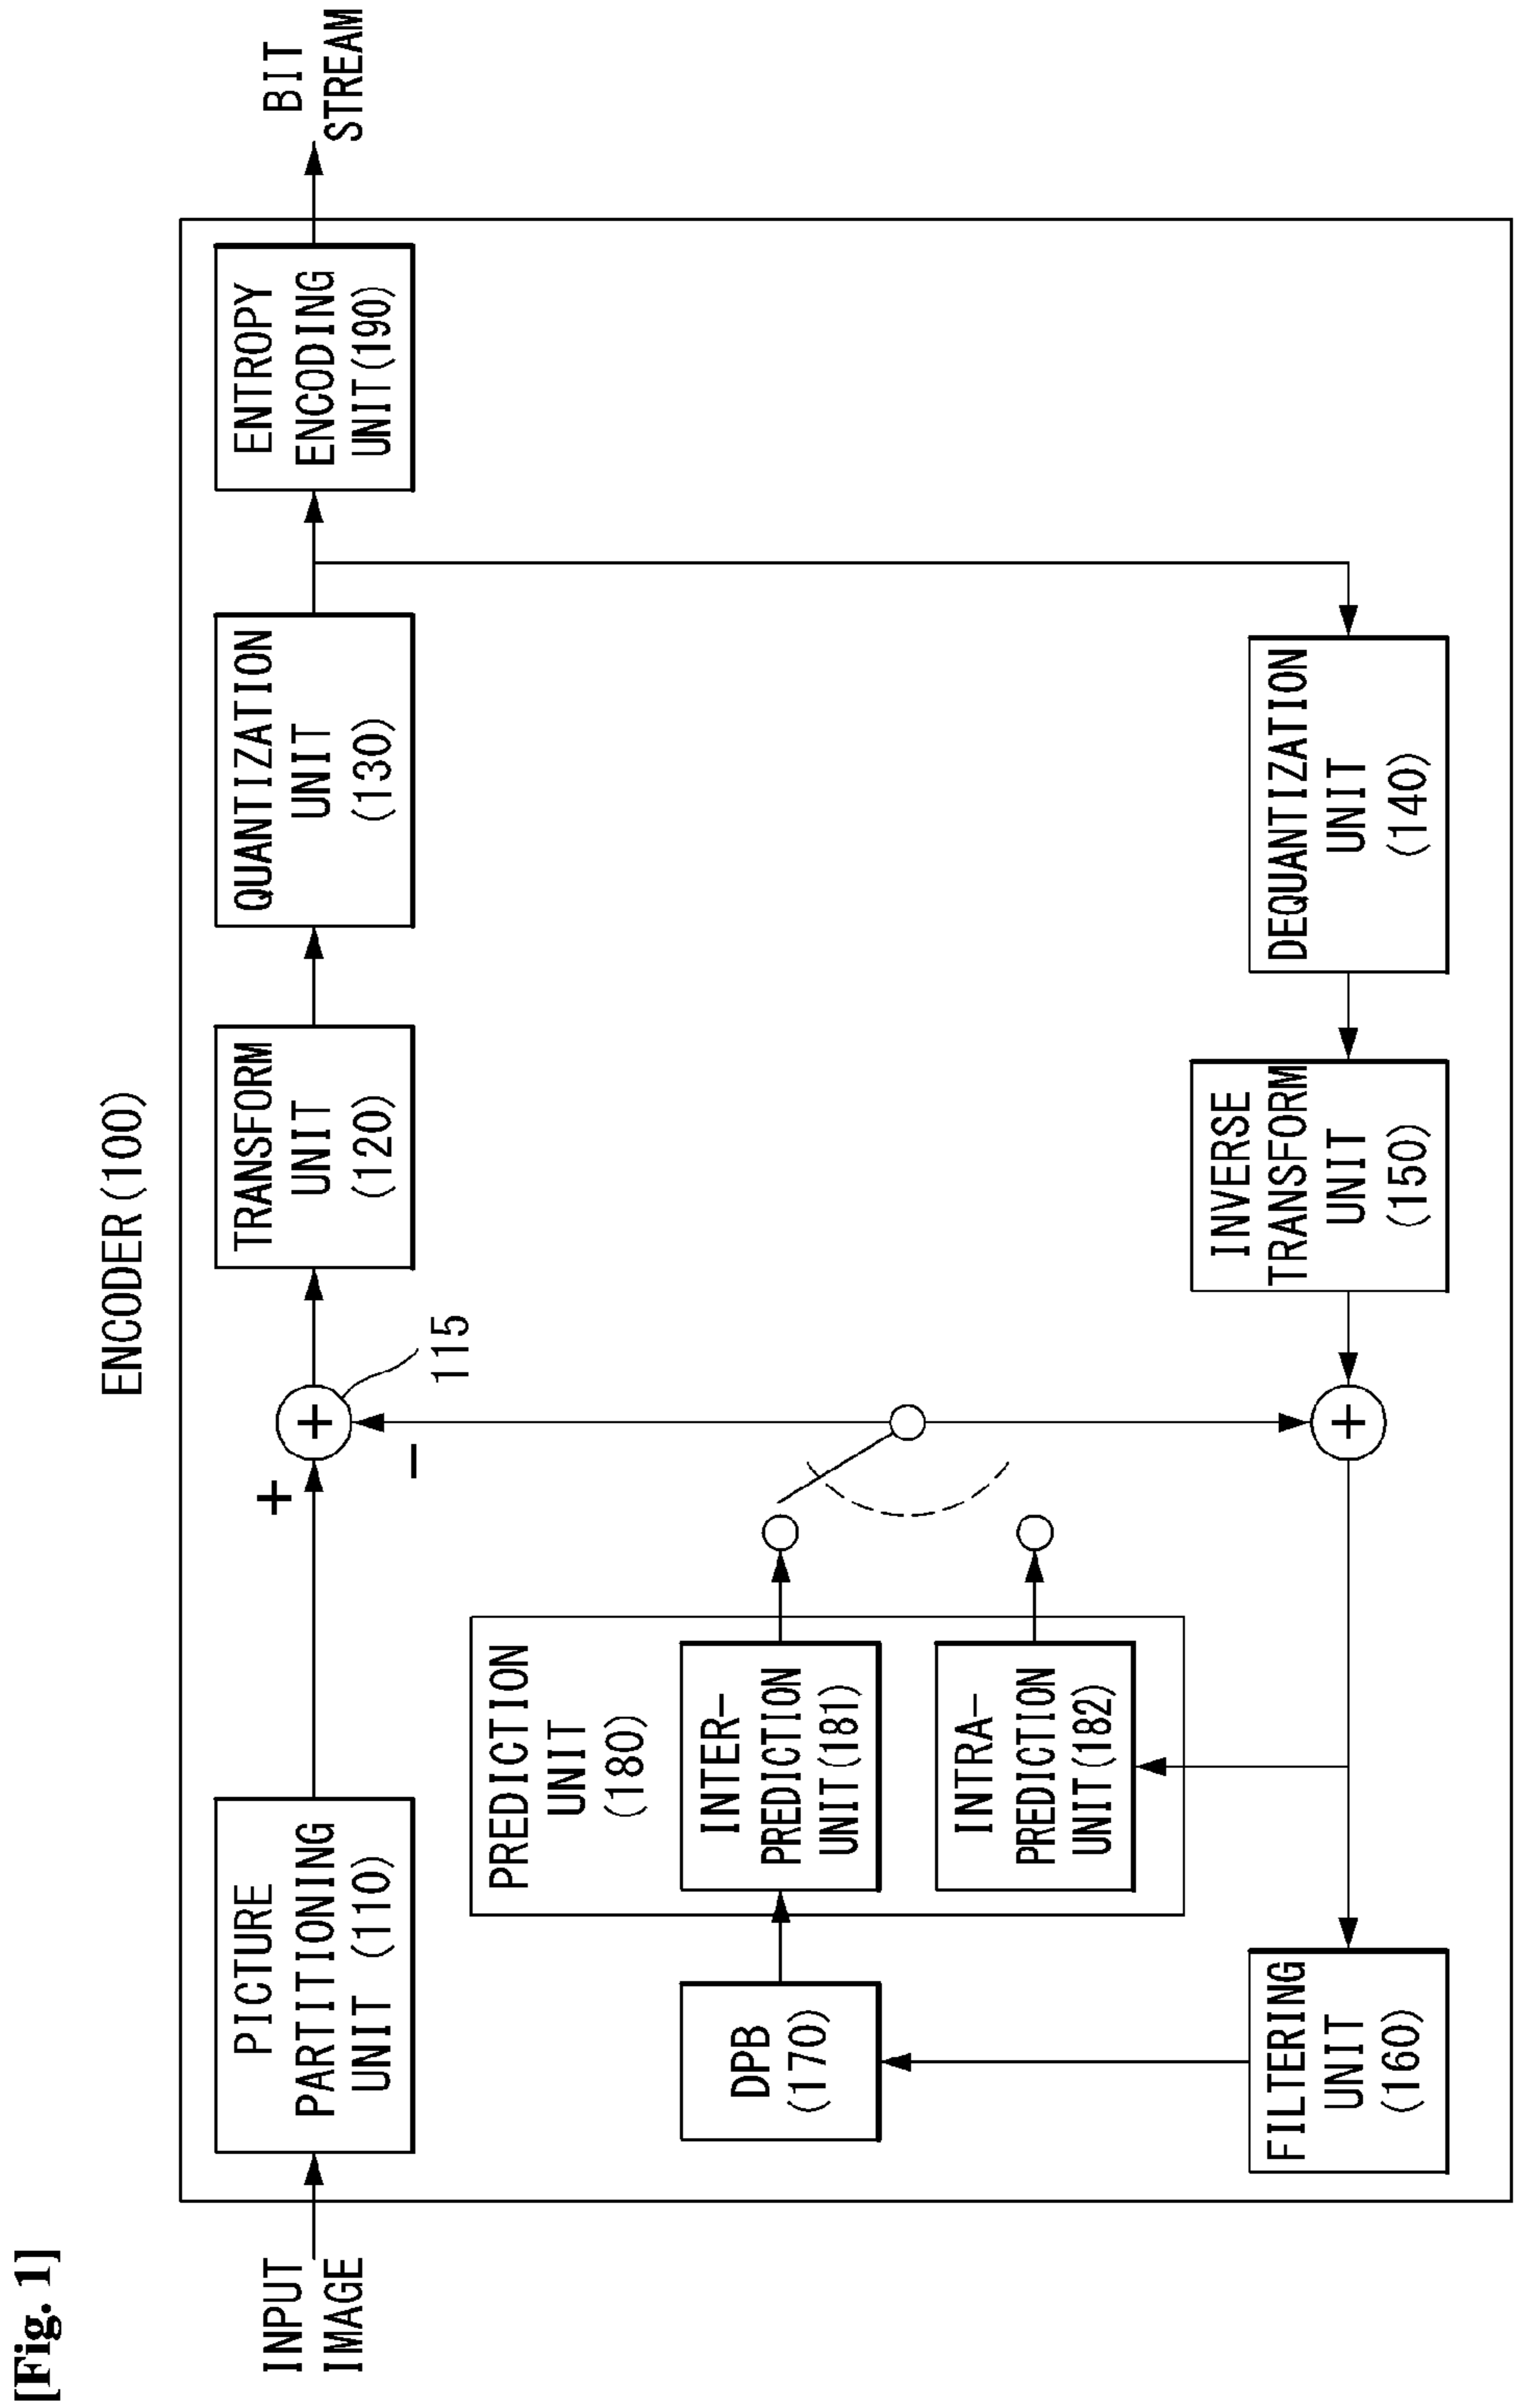 [Fig. 1]
ENCODER(100)
INPUT
IMAGE
PICTURE
PARTITIONING
UNIT (110)
+
−
+
115
TRANSFORM
UNIT
(120)
QUANTIZATION
UNIT
(130)
ENTROPY
ENCODING
UNIT(190)
BIT
STREAM
PREDICTION
UNIT
(180)
DPB
(170)
INTER-
PREDICTION
UNIT(181)
INTRA-
PREDICTION
UNIT(182)
FILTERING
UNIT
(160)
+
INVERSE
TRANSFORM
UNIT
(150)
DEQUANTIZATION
UNIT
(140)